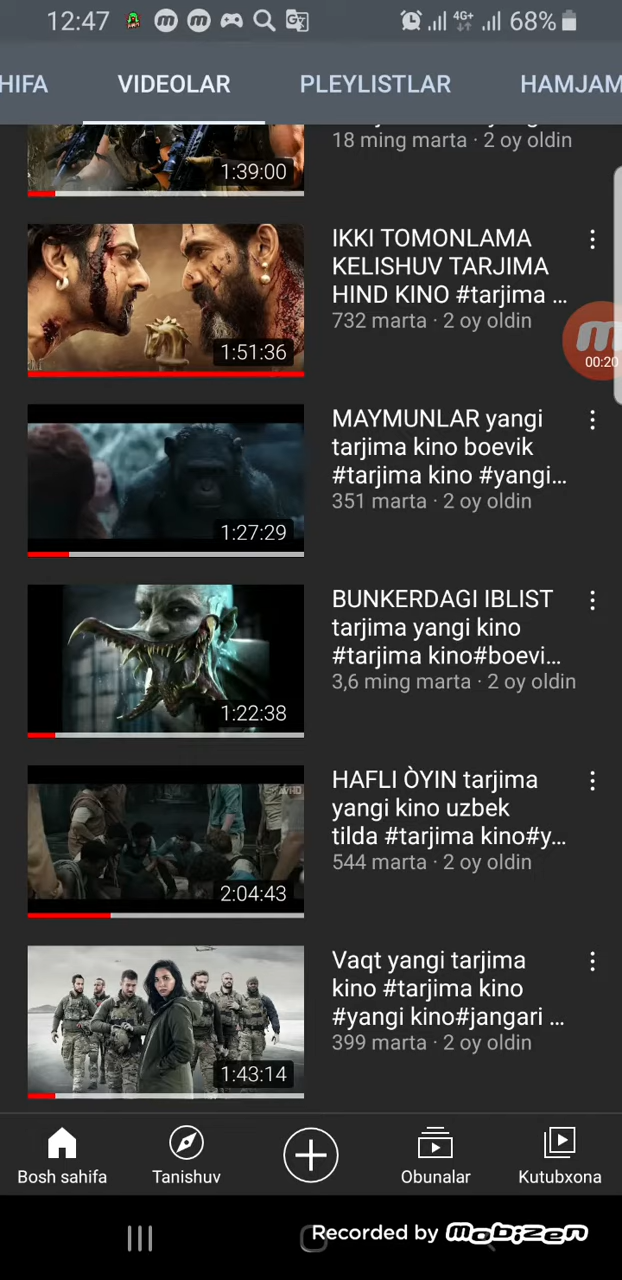 12:47 4G+ 68%
HIFA VIDEOLAR PLEYLISTLAR HAMJAM
1:39:00
18 ming marta · 2 oy oldin
IKKI TOMONLAMA
KELISHUV TARJIMA
HIND KINO #tarjima ...
732 marta · 2 oy oldin
1:51:36
00:20
MAYMUNLAR yangi
tarjima kino boevik
#tarjima kino #yangi...
351 marta · 2 oy oldin
1:27:29
BUNKERDAGI IBLIST
tarjima yangi kino
#tarjima kino#boevi...
3,6 ming marta · 2 oy oldin
1:22:38
HAFLI ÒYIN tarjima
yangi kino uzbek
tilda #tarjima kino#y...
544 marta · 2 oy oldin
2:04:43
Vaqt yangi tarjima
kino #tarjima kino
#yangi kino#jangari ...
399 marta · 2 oy oldin
1:43:14
Bosh sahifa Tanishuv Obunalar Kutubxona
Recorded by mobizen